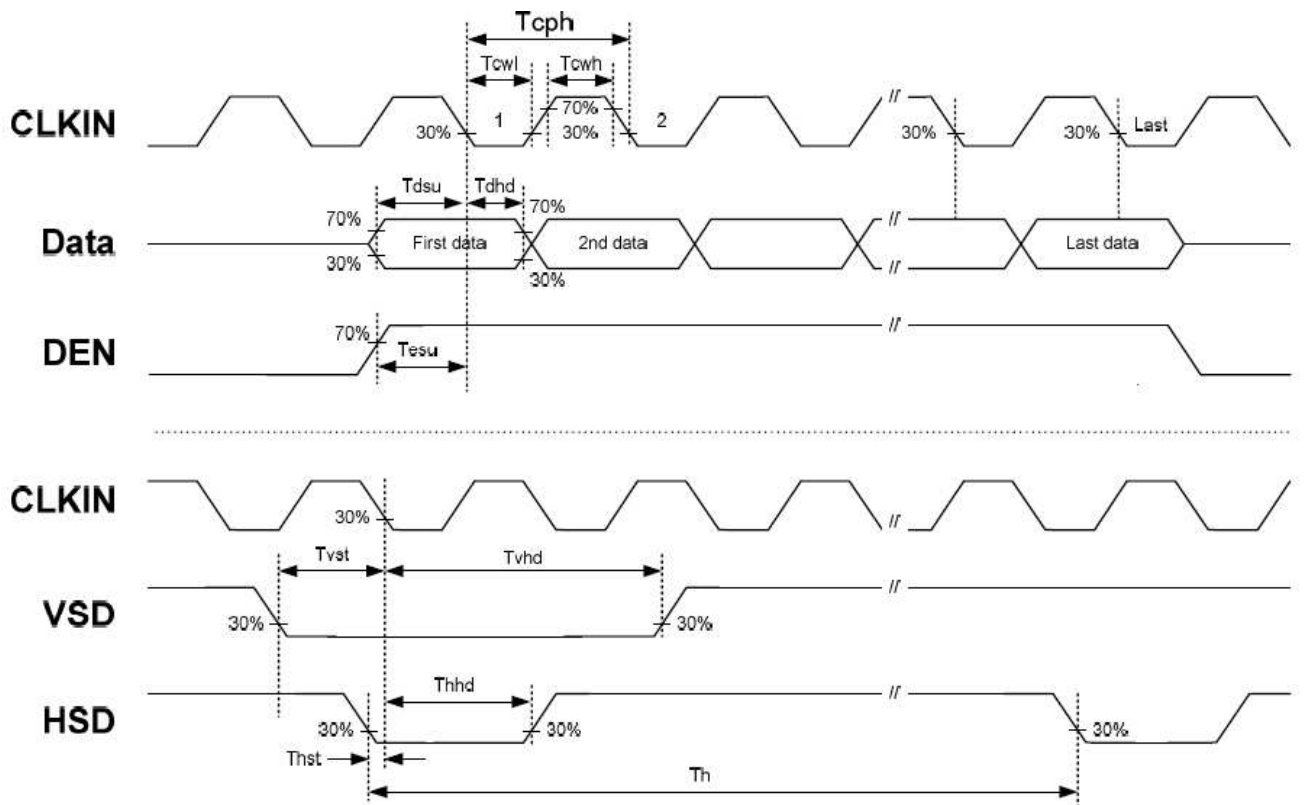 Tcph
Tcwl Tcwh
CLKIN 30% 1 70% 30% 2 // 30% 30% Last
Tdsu Tdhd
Data 70% 30% First data 70% 30% 2nd data // // Last data
DEN 70% Tesu //
CLKIN 30% //
Tvst Tvhd
VSD 30% 30% //
Thhd
HSD 30% 30% // 30%
Thst
Th